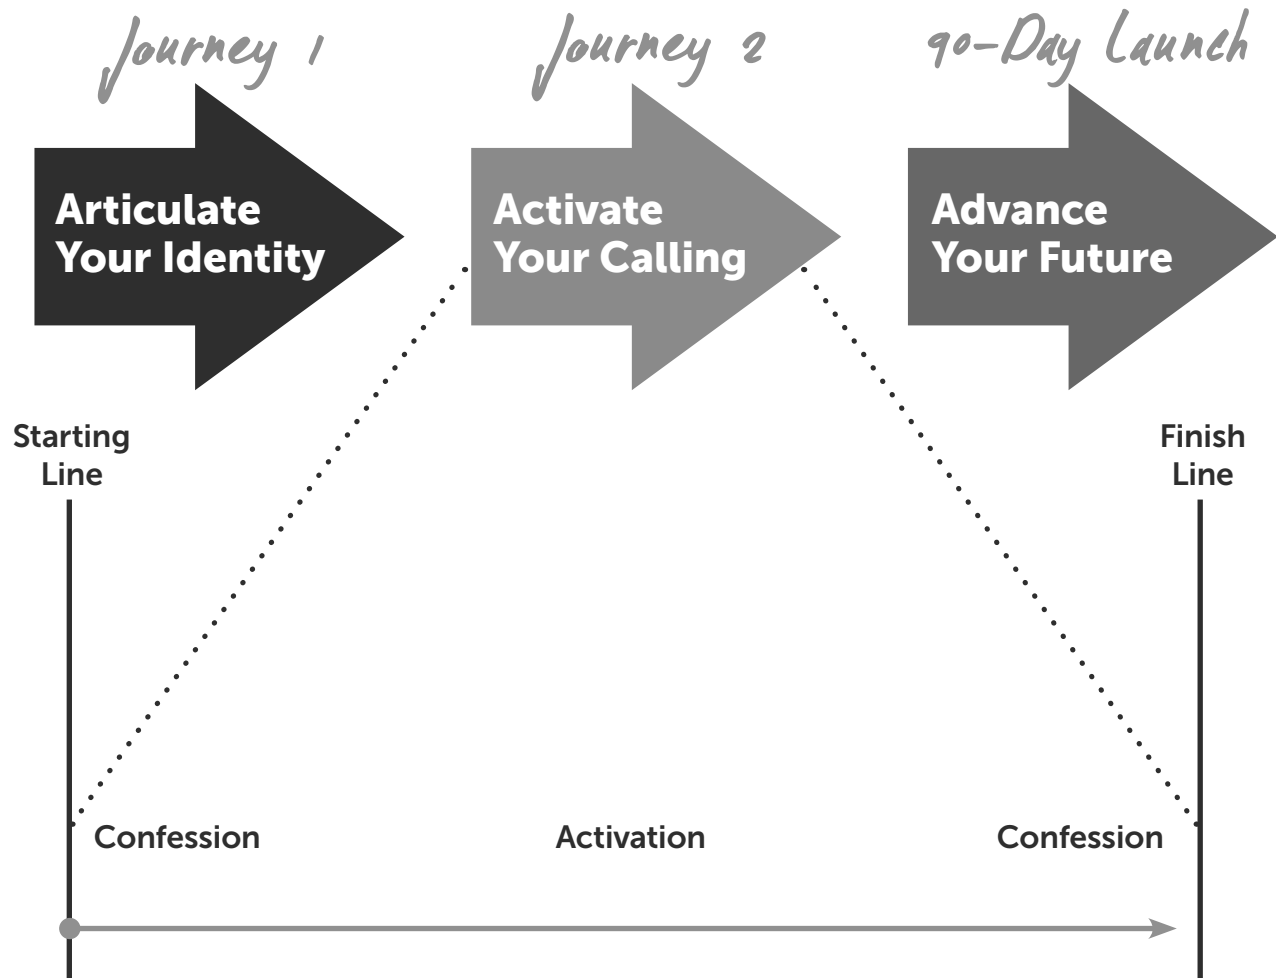 Journey 1
Journey 2
90-Day Launch
Articulate
Your Identity
Activate
Your Calling
Advance
Your Future
Starting
Line
Finish
Line
Confession
Activation
Confession